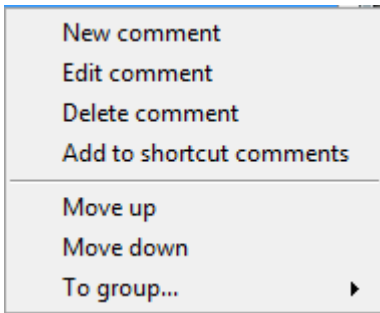 New comment
Edit comment
Delete comment
Add to shortcut comments
Move up
Move down
To group...